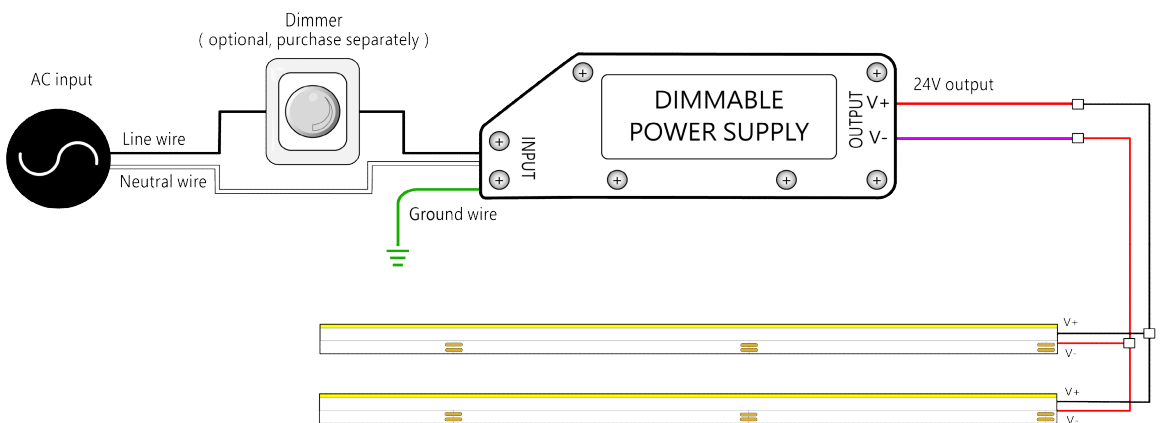 Dimmer
( optional, purchase separately )
AC input
Line wire
Neutral wire
Ground wire
INPUT
DIMMABLE
POWER SUPPLY
OUTPUT
V+
V-
24V output
V+
V-
V+
V-